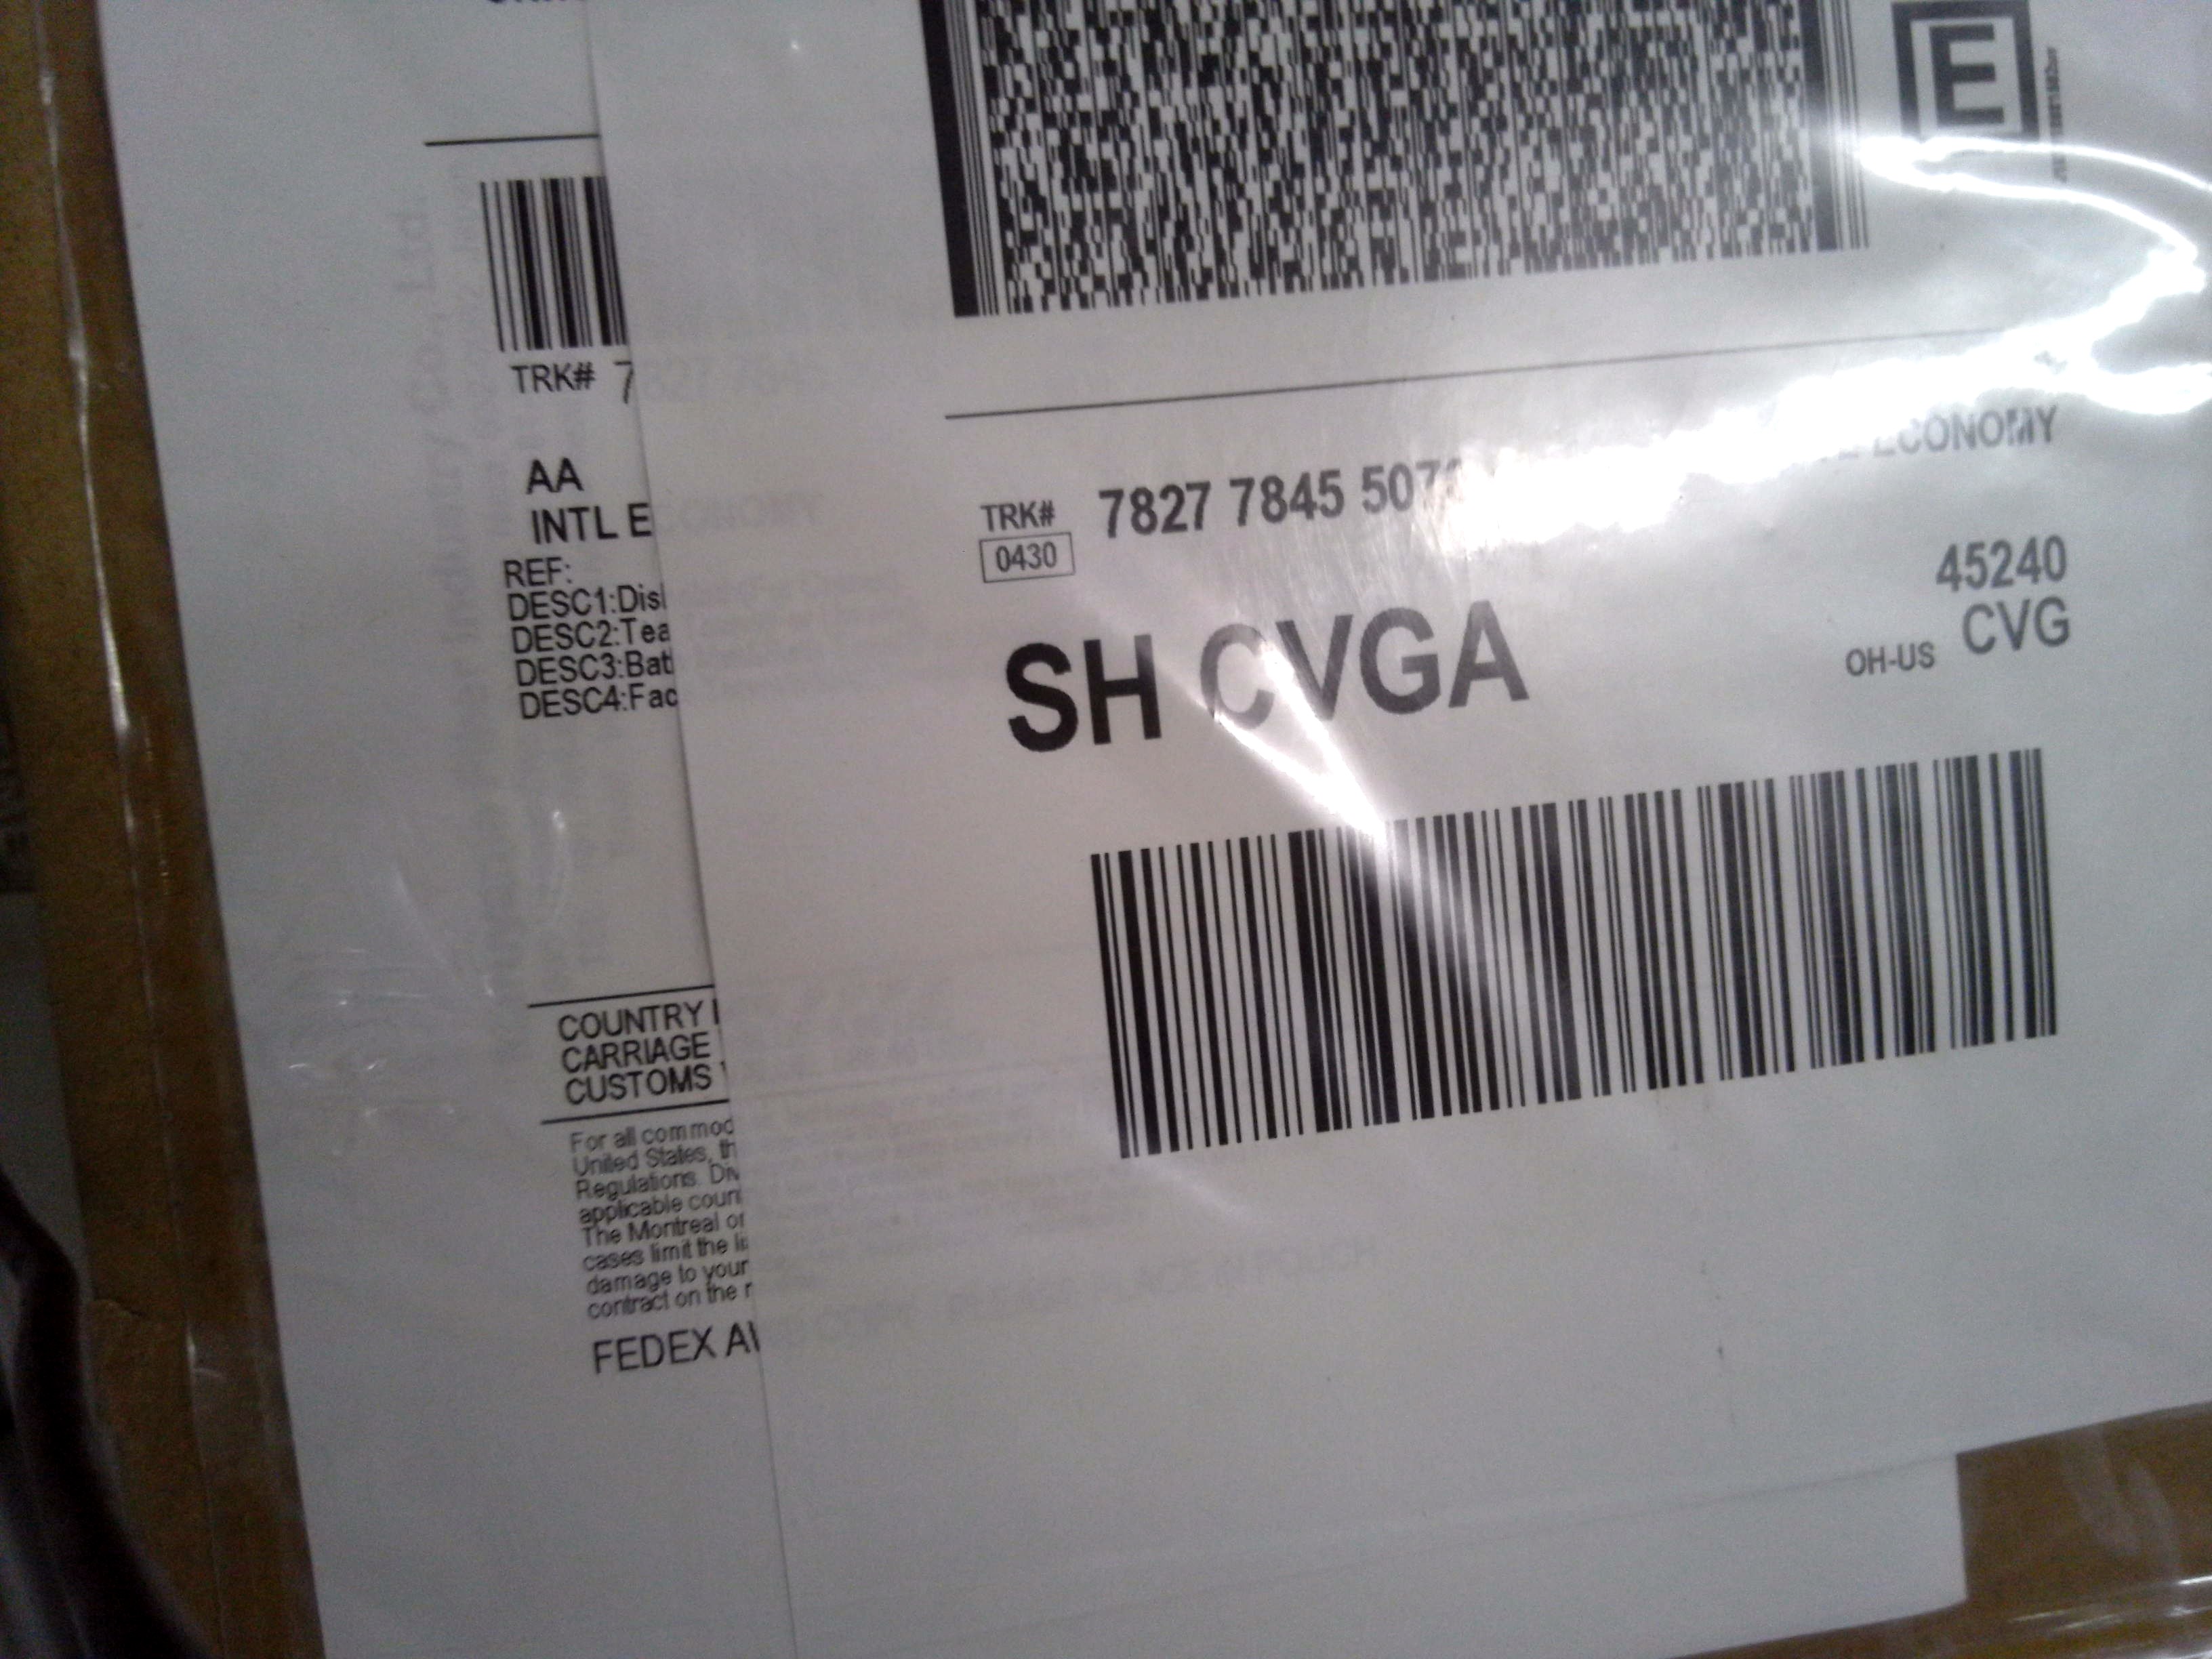 E
TRK# 7
AA
INTL E
REF:
DESC1:Dis
DESC2:Tea
DESC3:Bat
DESC4:Fac
COUNTRY
CARRIAGE
CUSTOMS
For all commod
United States, th
Regulations. Div
applicable coun
The Montreal or
cases limit the li
damage to your
contract on the r
FEDEX A
TRK# 7827 7845 507
0430
ECONOMY
45240
SH CVGA
OH-US CVG